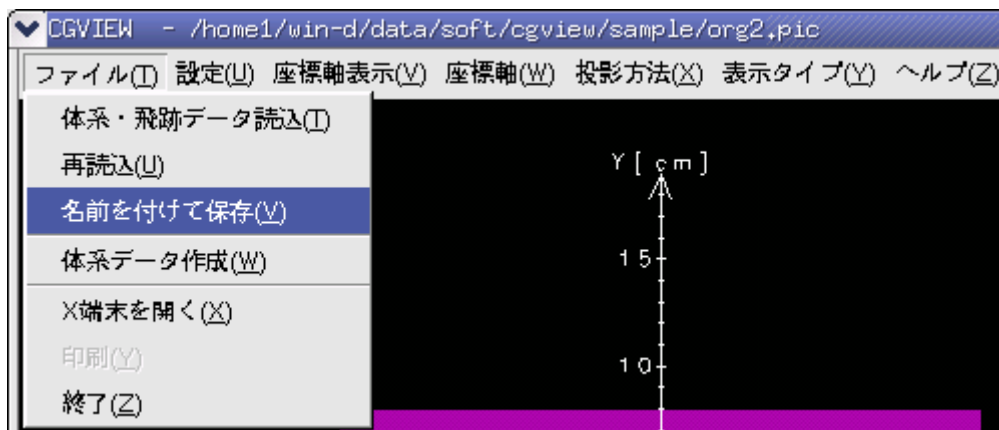 CGVIEW - /home1/win-d/data/soft/cgview/sample/org2.pic
ファイル(T) 設定(U) 座標軸表示(V) 座標軸(W) 投影方法(X) 表示タイプ(Y) ヘルプ(Z)
体系・飛跡データ読込(T)
再読込(U)
名前を付けて保存(V)
体系データ作成(W)
X端末を開く(X)
印刷(Y)
終了(Z)
Y[cm]
15
10